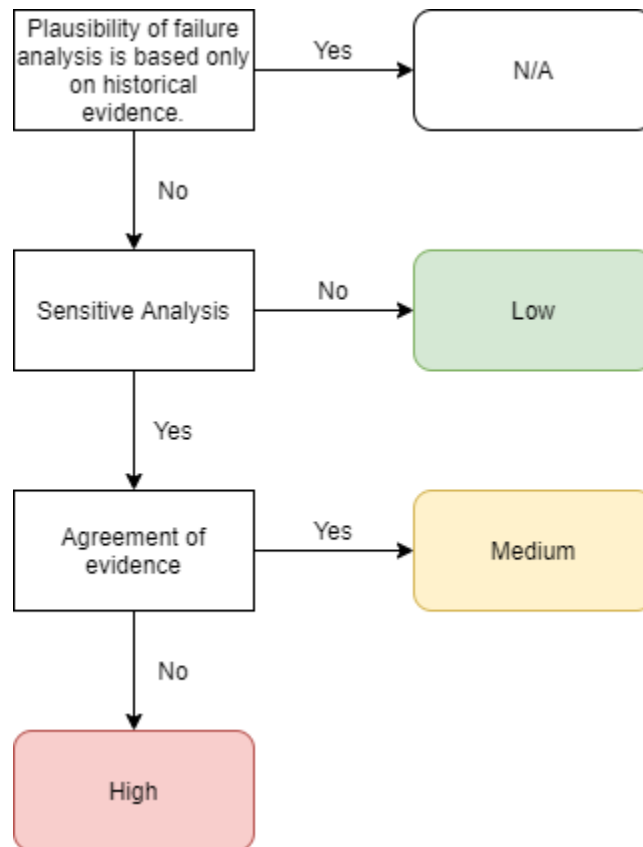 Plausibility of failure
analysis is based only
on historical
evidence.
Yes
N/A
No
Sensitive Analysis
No
Low
Yes
Agreement of
evidence
Yes
Medium
No
High